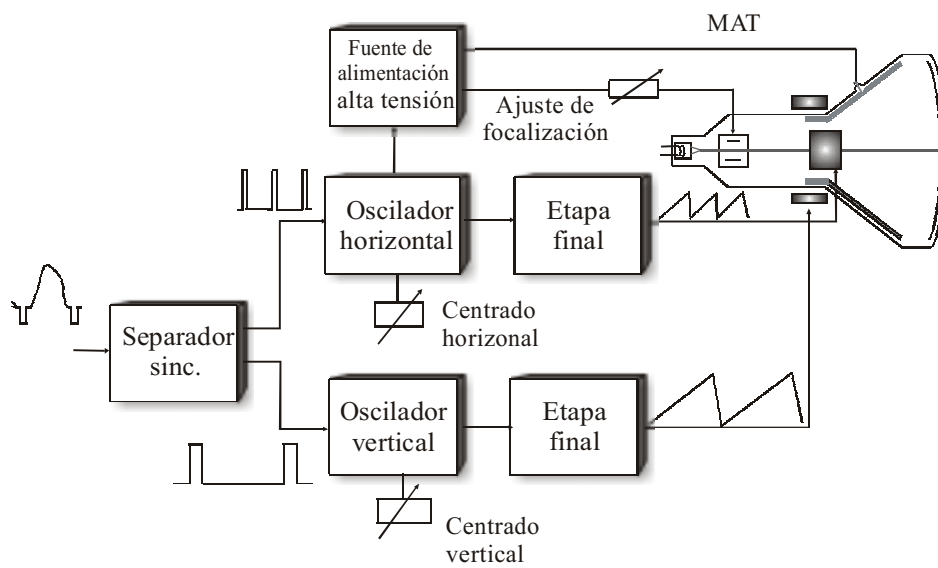 MAT
Fuente de
alimentación
alta tensión
Ajuste de
focalización
Oscilador
horizontal
Etapa
final
Centrado
horizonal
Separador
sinc.
Oscilador
vertical
Etapa
final
Centrado
vertical